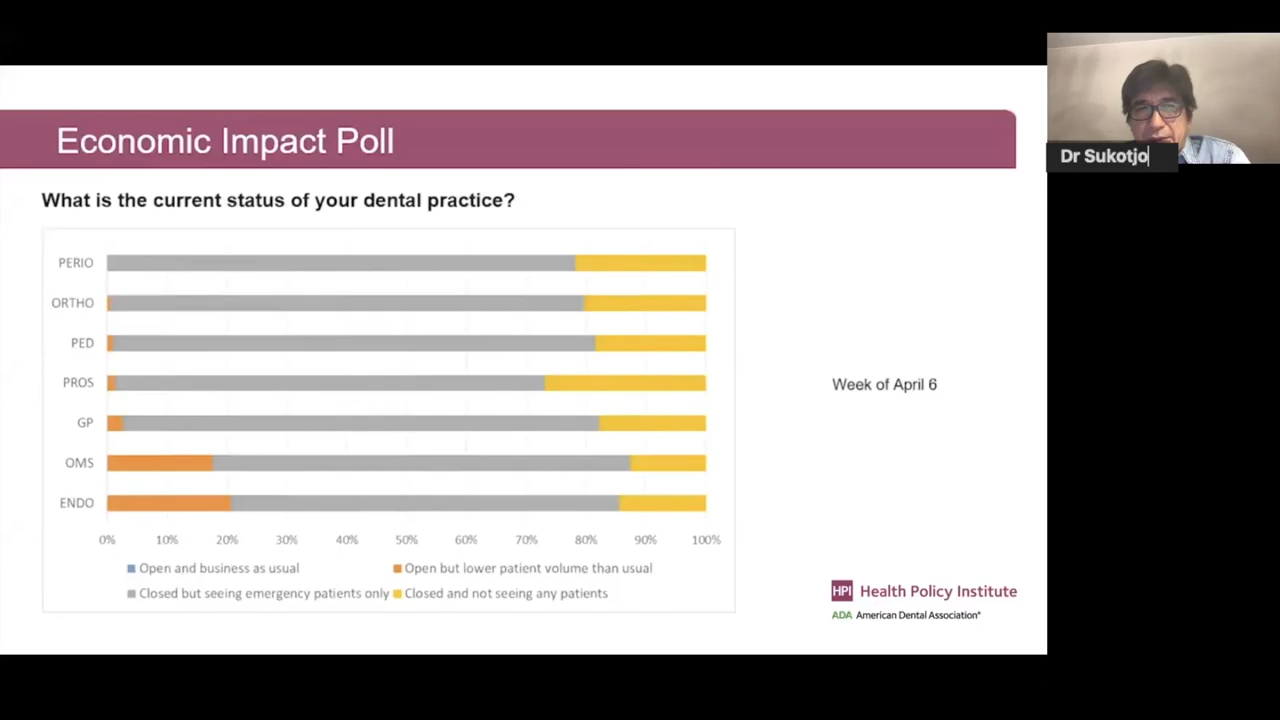 Economic Impact Poll
Dr Sukotjo
What is the current status of your dental practice?
PERIO
ORTHO
PED
PROS
GP
OMS
ENDO
0% 10% 20% 30% 40% 50% 60% 70% 80% 90% 100%
Open and business as usual Open but lower patient volume than usual
Closed but seeing emergency patients only Closed and not seeing any patients
Week of April 6
HPI Health Policy Institute
ADA American Dental Association®